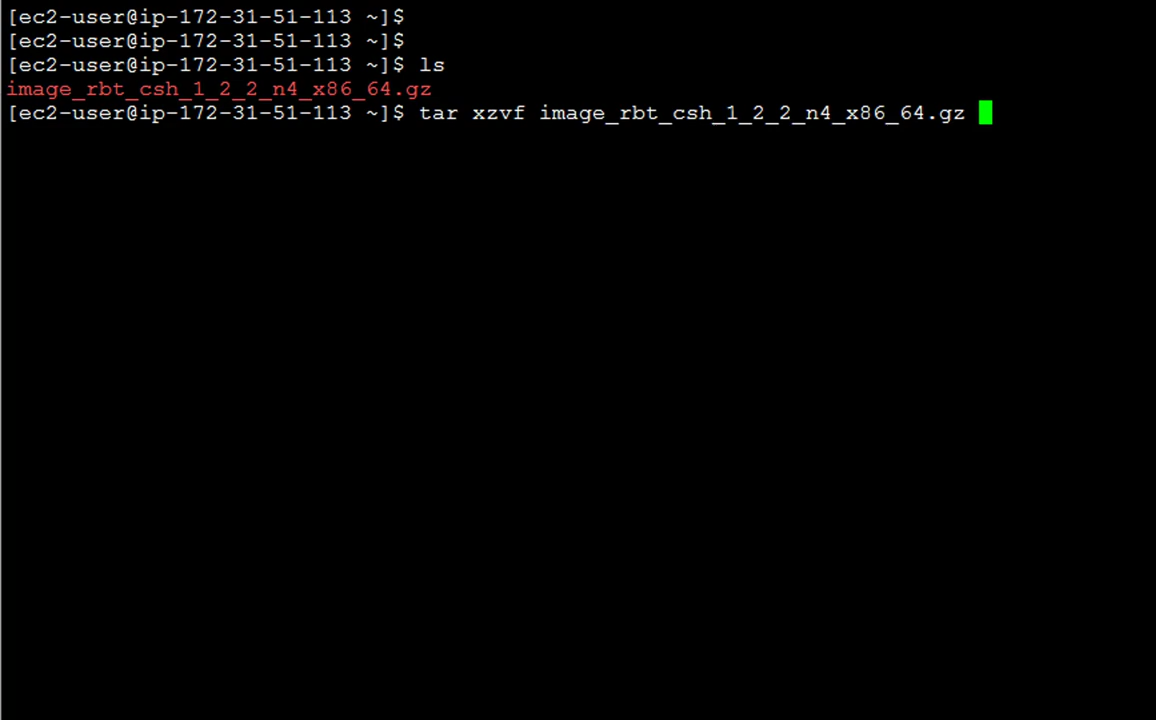 [ec2-user@ip-172-31-51-113 ~]$
[ec2-user@ip-172-31-51-113 ~]$
[ec2-user@ip-172-31-51-113 ~]$ ls
image_rbt_csh_1_2_2_n4_x86_64.gz
[ec2-user@ip-172-31-51-113 ~]$ tar xzvf image_rbt_csh_1_2_2_n4_x86_64.gz